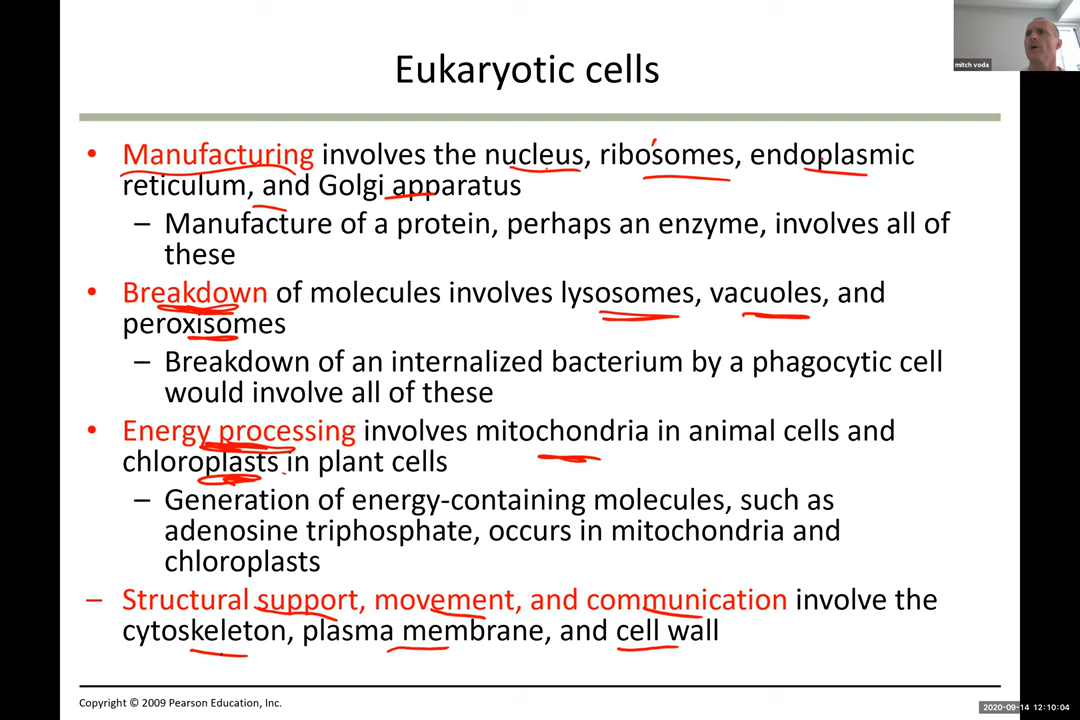 mitch voda
Eukaryotic cells
• Manufacturing involves the nucleus, ribosomes, endoplasmic
reticulum, and Golgi apparatus
– Manufacture of a protein, perhaps an enzyme, involves all of
these
• Breakdown of molecules involves lysosomes, vacuoles, and
peroxisomes
– Breakdown of an internalized bacterium by a phagocytic cell
would involve all of these
• Energy processing involves mitochondria in animal cells and
chloroplasts in plant cells
– Generation of energy-containing molecules, such as
adenosine triphosphate, occurs in mitochondria and
chloroplasts
– Structural support, movement, and communication involve the
cytoskeleton, plasma membrane, and cell wall
Copyright © 2009 Pearson Education, Inc.
2020-09-14 12:10:04